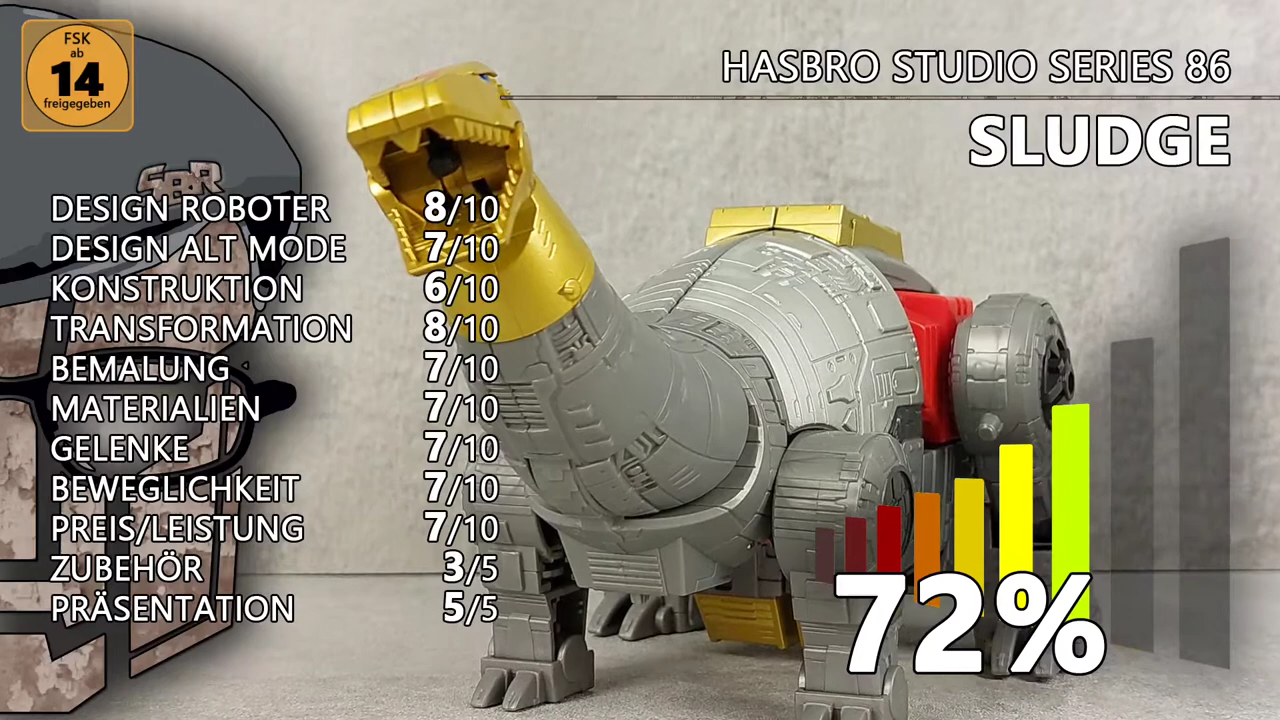 FSK
ab
14
freigegeben
HASBRO STUDIO SERIES 86
SLUDGE
DESIGN ROBOTER 8/10
DESIGN ALT MODE 7/10
KONSTRUKTION 6/10
TRANSFORMATION 8/10
BEMALUNG 7/10
MATERIALIEN 7/10
GELENKE 7/10
BEWEGLICHKEIT 7/10
PREIS/LEISTUNG 7/10
ZUBEHÖR 3/5
PRÄSENTATION 5/5
72%